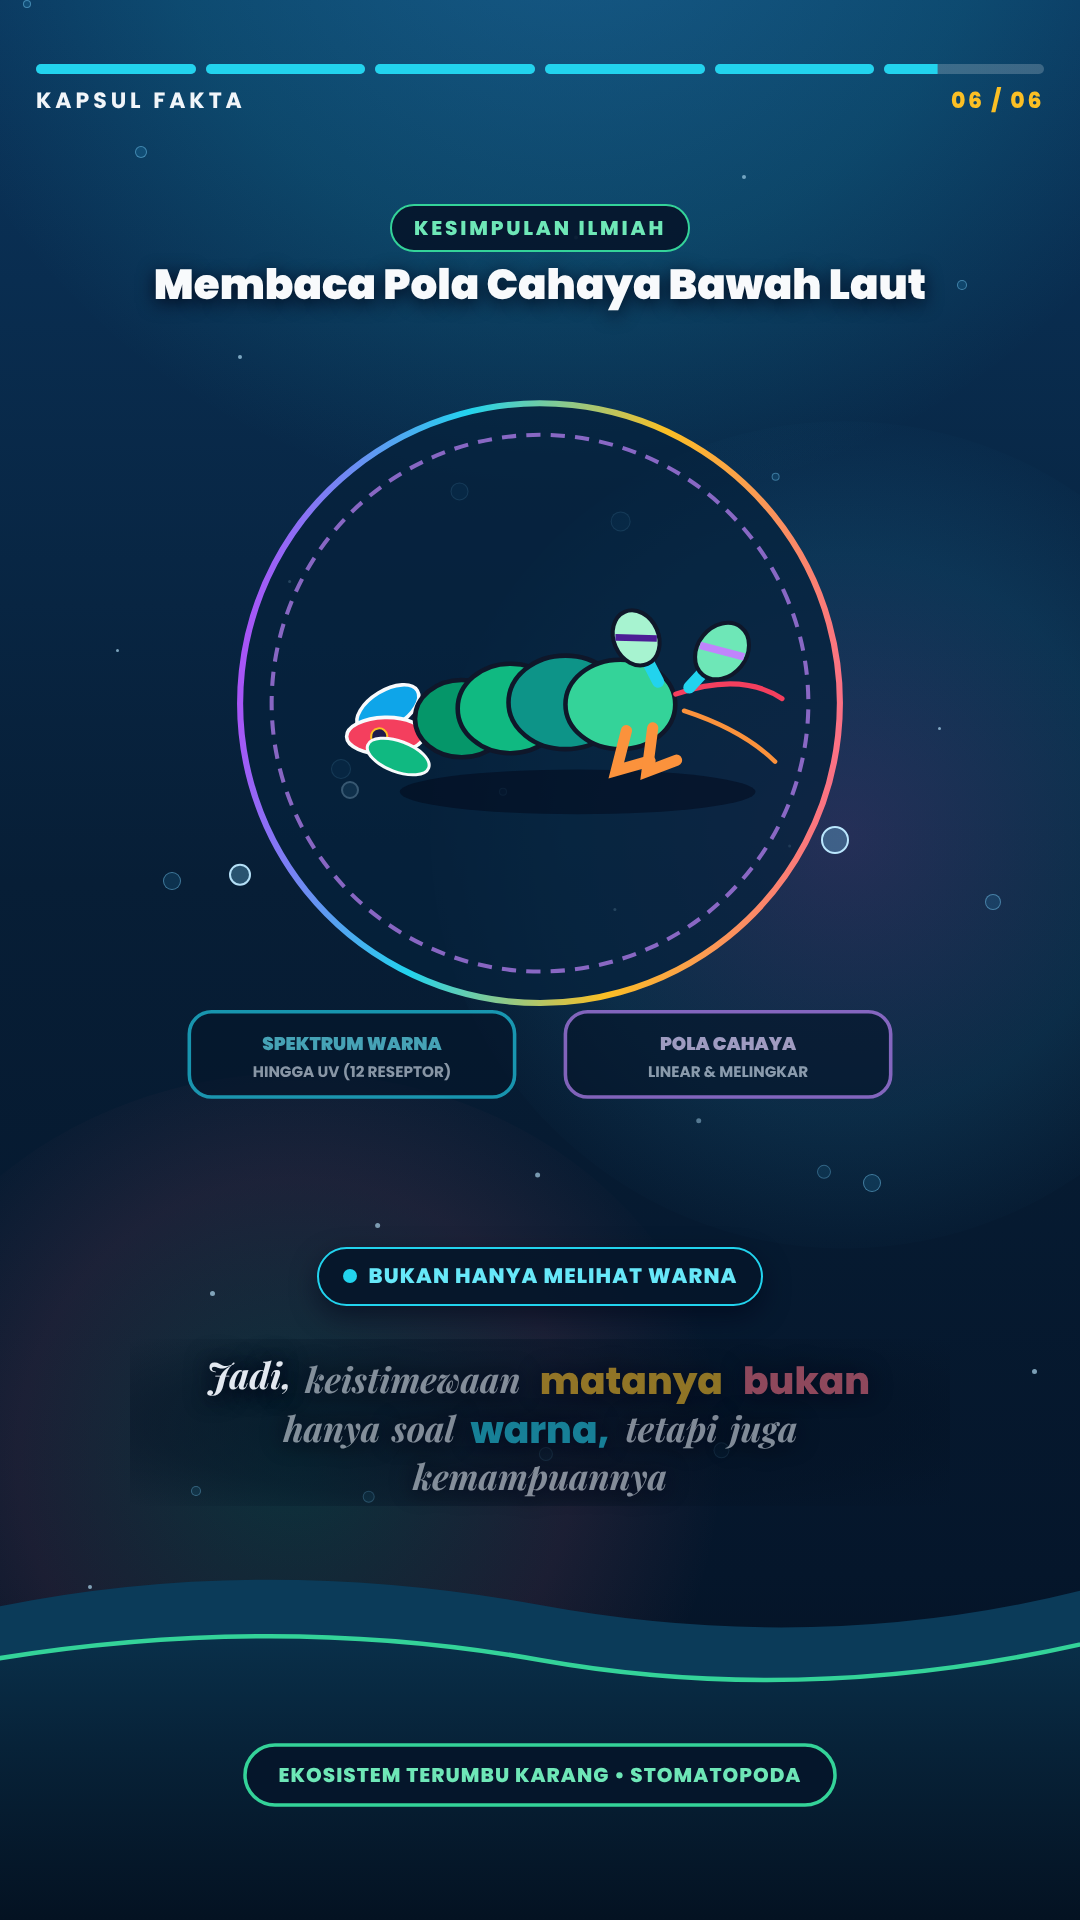 KAPSUL FAKTA
06 / 06
KESIMPULAN ILMIAH
Membaca Pola Cahaya Bawah Laut
SPEKTRUM WARNA
HINGGA UV (12 RESEPTOR)
POLA CAHAYA
LINEAR & MELINGKAR
BUKAN HANYA MELIHAT WARNA
Jadi, keistimewaan matanya bukan
hanya soal warna, tetapi juga
kemampuannya
EKOSISTEM TERUMBU KARANG • STOMATOPODA